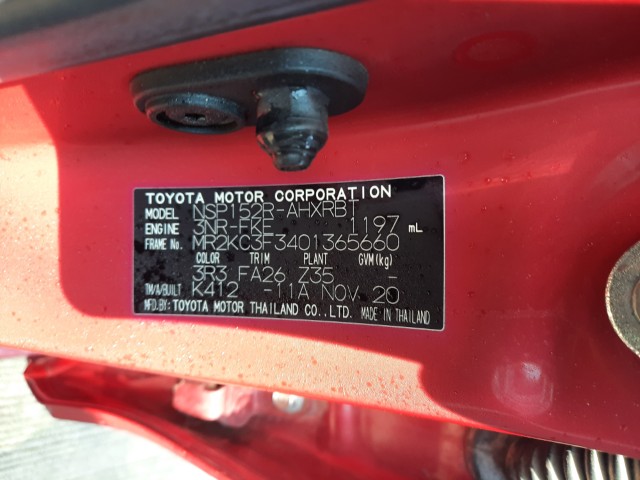 TOYOTA MOTOR CORPORATION
MODEL NSP152R-AHXRBT
ENGINE 3NR-FKE 1197 mL
FRAME No. MR2KC3F3401365660
COLOR TRIM PLANT GVM(kg)
3R3 FA26 Z35 -
TM/A/BUILT K412 -11A NOV.20
MFD.BY: TOYOTA MOTOR THAILAND CO.,LTD. MADE IN THAILAND